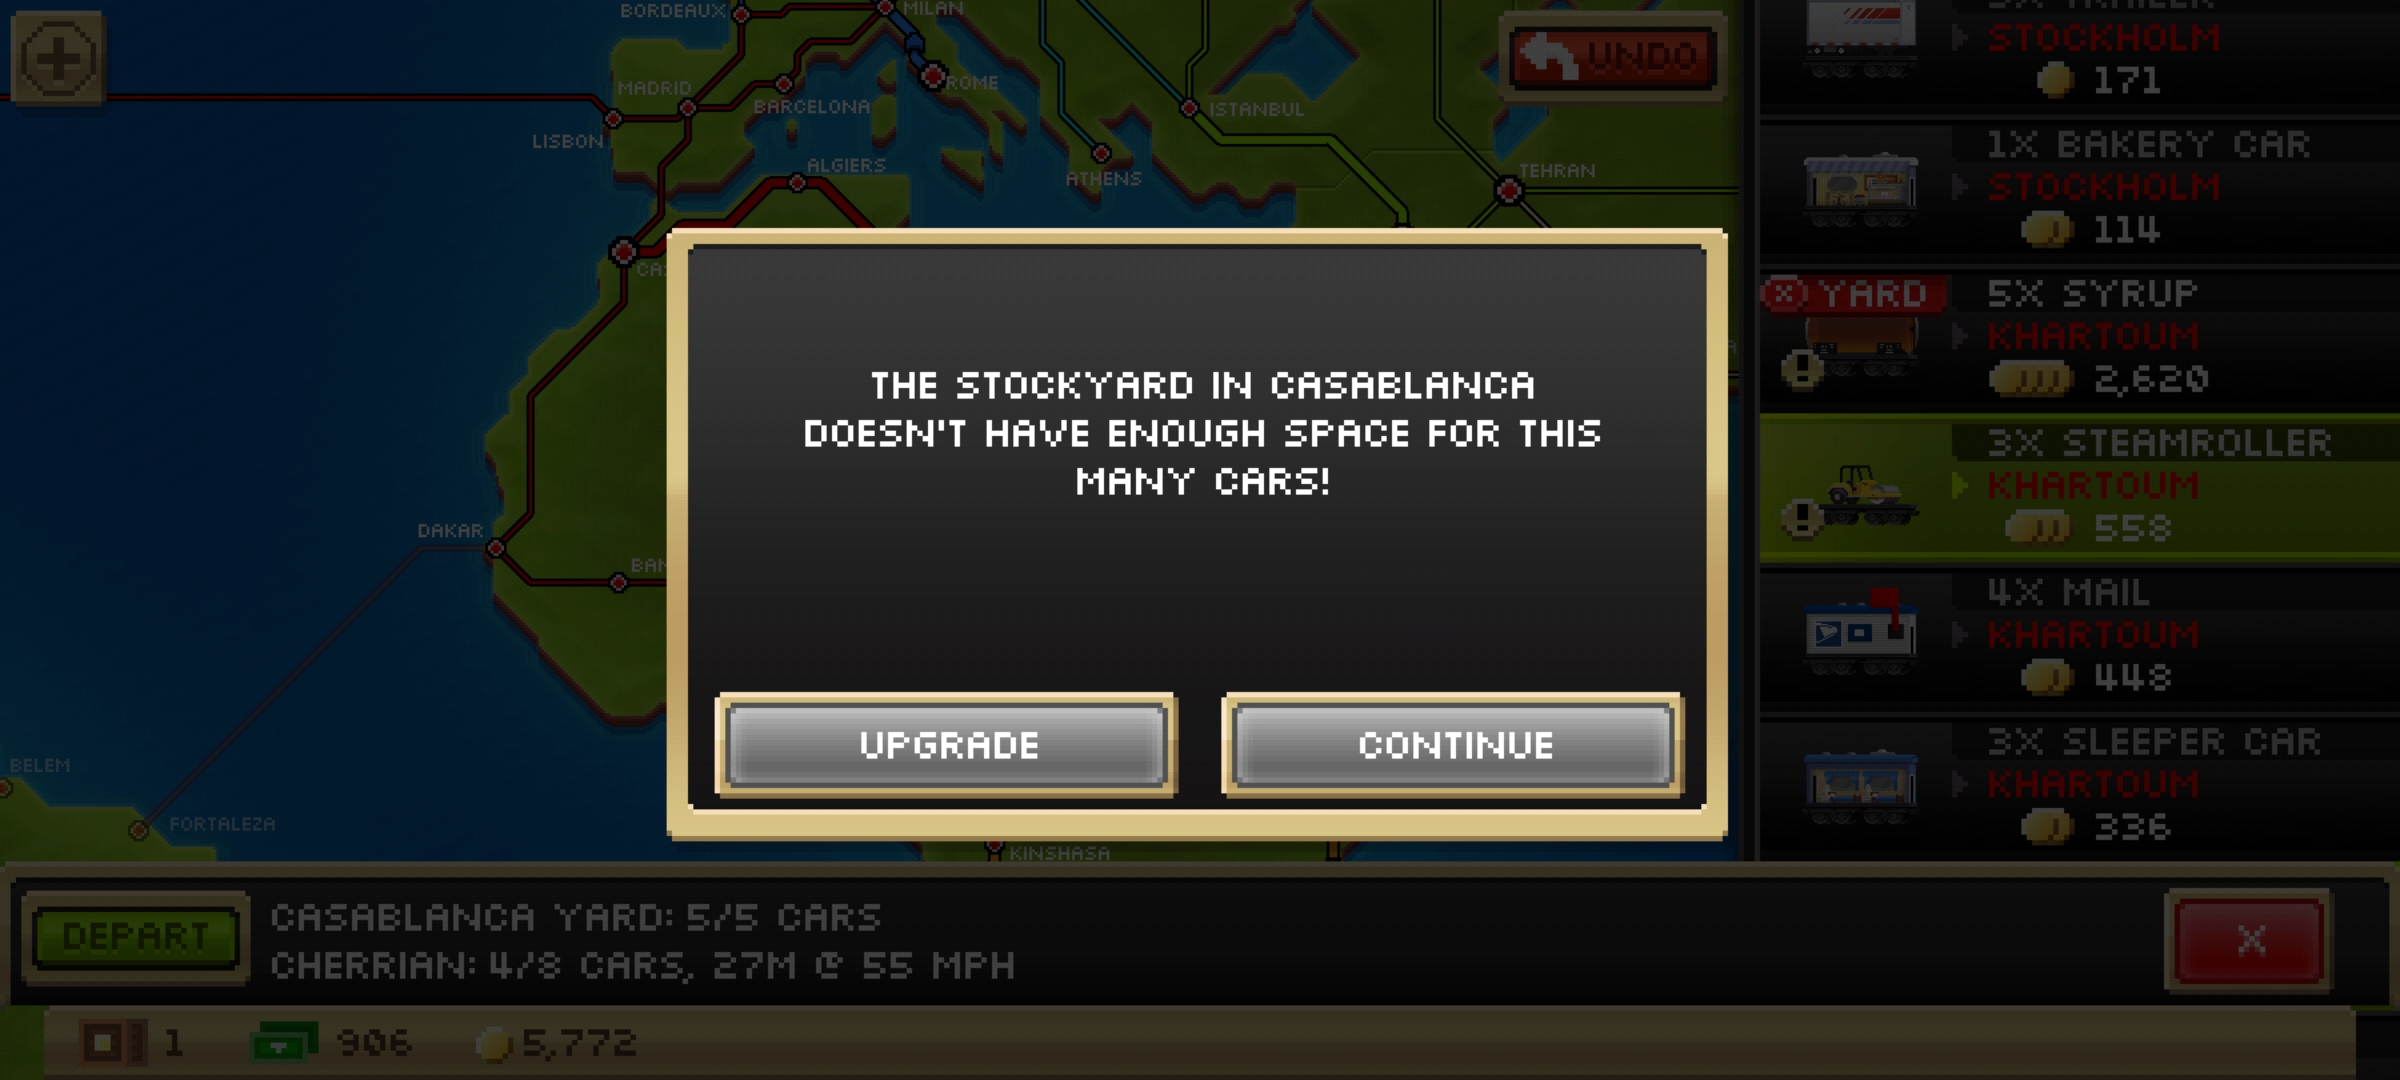 BORDEAUX
MILAN
MADRID
ROME
BARCELONA
ISTANBUL
LISBON
ALGIERS
ATHENS
TEHRAN
DAKAR
BELEM
FORTALEZA
KINSHASA
UNDO
STOCKHOLM
171
1X BAKERY CAR
STOCKHOLM
114
YARD
5X SYRUP
KHARTOUM
2,620
3X STEAMROLLER
KHARTOUM
558
4X MAIL
KHARTOUM
448
3X SLEEPER CAR
KHARTOUM
336
THE STOCKYARD IN CASABLANCA
DOESN'T HAVE ENOUGH SPACE FOR THIS
MANY CARS!
UPGRADE
CONTINUE
DEPART
CASABLANCA YARD: 5/5 CARS
CHERRIAN: 4/8 CARS, 27M @ 55 MPH
X
1
906
5,772